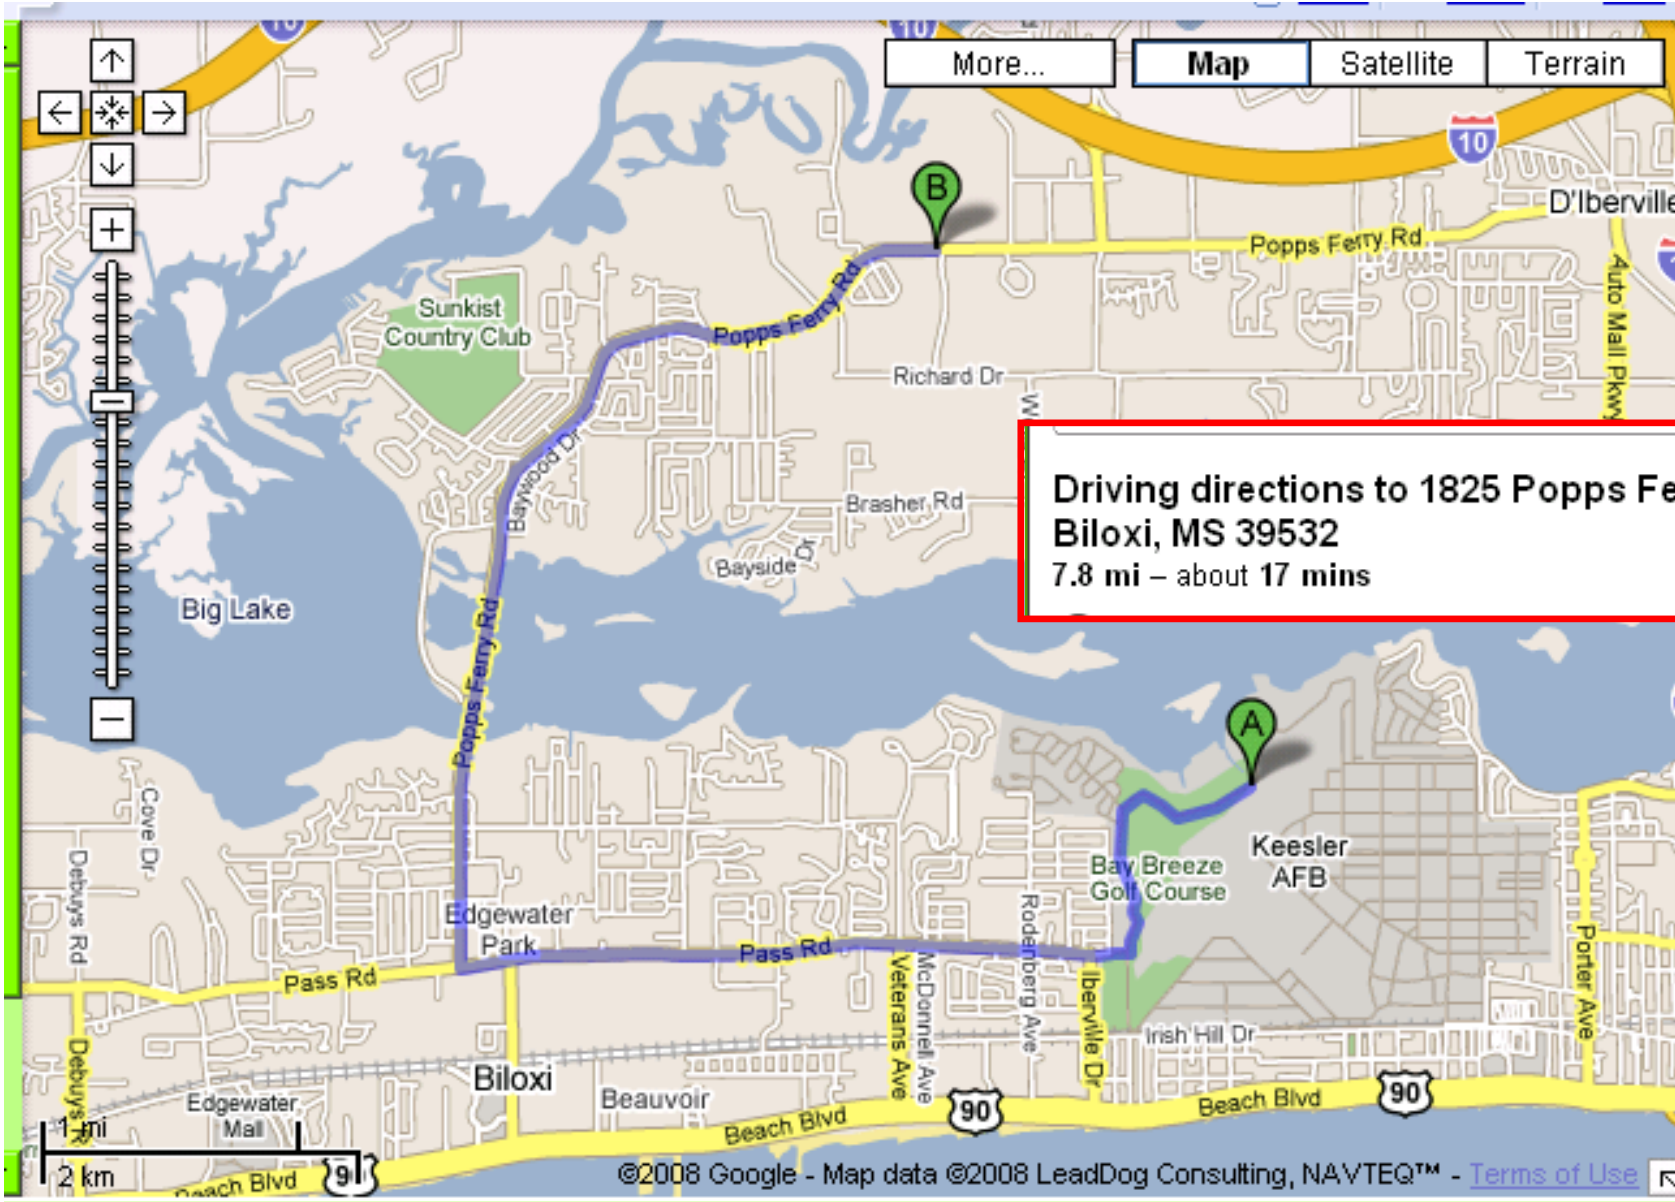 10
10
More...
Map
Satellite
Terrain
10
B
D'Iberville
Popps Ferry Rd
Popps Ferry Rd
Auto Mall Pkwy
Sunkist
Country Club
Richard Dr
W
Baywood Dr
Brasher Rd
Bayside Dr
Driving directions to 1825 Popps Fe
Biloxi, MS 39532
7.8 mi – about 17 mins
Big Lake
Popps Ferry Rd
A
Cove Dr
Debuys Rd
Keesler
AFB
Bay Breeze
Golf Course
Edgewater
Park
Pass Rd
Pass Rd
Rodenberg Ave
Veterans Ave
McDonnell Ave
Iberville Dr
Porter Ave
Irish Hill Dr
Debuys R
Biloxi
Beauvoir
Edgewater
Mall
90
90
Beach Blvd
Beach Blvd
1 mi
2 km
Beach Blvd
9
©2008 Google - Map data ©2008 LeadDog Consulting, NAVTEQ™ - Terms of Use